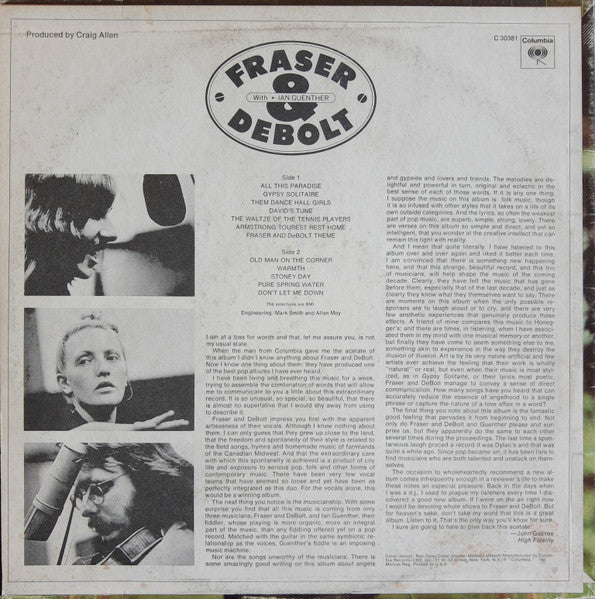 Produced by Craig Allen
C 30381
Columbia
FRASER
&
With • IAN GUENTHER
DEBOLT
Side 1
ALL THIS PARADISE
GYPSY SOLITAIRE
THEM DANCE HALL GIRLS
DAVID'S TUNE
THE WALTZE OF THE TENNIS PLAYERS
ARMSTRONG TOUREST REST HOME
FRASER and DeBOLT THEME
Side 2
OLD MAN ON THE CORNER
WARMTH
STONEY DAY
PURE SPRING WATER
DON'T LET ME DOWN
The selections are BMI.
Engineering: Mark Smith and Allan Moy
I am at a loss for words and that, let me assure you, is not
my usual state.
When the man from Columbia gave me the acetate of
this album I didn't know anything about Fraser and DeBolt.
Now I know one thing about them: they have produced one
of the best pop albums I have ever heard.
I have been living and breathing this music for a week,
trying to assemble the combination of words that will allow
me to communicate to you a little about this extraordinary
record. It is so unusual, so special, so beautiful, that there
is almost no superlative that I would shy away from using
to describe it.
Fraser and DeBolt impress you first with the apparent
artlessness of their vocals. Although I know nothing about
them, I can only guess that they grew up close to the land,
that the freedom and spontaneity of their style is related to
the field songs, hymns and homemade music of farmlands
of the Canadian Midwest. And that the extraordinary care
with which this spontaneity is achieved is a product of city
life and exposure to serious pop, folk and other forms of
contemporary music. There have been very few vocal
teams that have seemed so loose and yet have been as
perfectly integrated as this duo. For the vocals alone, this
would be a winning album.
The next thing you notice is the musicianship. With some
surprise you find that all this music is coming from only
three musicians, Fraser and DeBolt, and Ian Guenther, their
fiddler, whose playing is more organic, more an integral
part of the music, than any fiddling offered yet on a pop
record. Matched with the guitar in the same symbiotic re-
lationship as the voices, Guenther's fiddle is an imposing
music machine.
Nor are the songs unworthy of the musicians. There is
some amazingly good writing on this album about angels
and gypsies and lovers and friends. The melodies are de-
lightful and powerful in turn, original and eclectic in the
best sense of each of those words. If it is any one thing,
I suppose the music on this album is folk music, though
it is so infused with other styles that it takes on a life of its
own outside categories. And the lyrics, so often the weakest
part of pop music, are superb, simple, strong, lovely. There
are verses on this album so simple and direct, and yet so
intelligent, that you wonder at the creative intellect that can
remain this tight with reality.
And I mean that quite literally. I have listened to this
album over and over again and liked it better each time.
I am convinced that there is something new happening
here, and that this strange, beautiful record, and this trio
of musicians, will help shape the music of the coming
decade. Clearly, they have felt the music that has gone
before them, especially that of the last decade, and just as
clearly they know what they themselves want to say. There
are moments on this album when the only possible re-
sponses are to laugh aloud or to cry, and there are very
few aesthetic experiences that genuinely produce those
effects. A friend of mine compares this music to Honeg-
ger's; and there are times, in listening, when I have associ-
ated them in my mind with one musical memory or another
but finally they have come to seem something else to me,
something akin to experience in the way they destroy the
illusion of illusion. Art is by its very nature artificial and few
artists ever achieve the feeling that their work is wholly
“natural” or real, but even when their music is most styl-
ized, as in Gypsy Solitaire, or their lyrics most poetic,
Fraser and DeBolt manage to convey a sense of direct
communication. How many songs have you heard that can
accurately reduce the essence of angsthood to a single
phrase or capture the nature of a love affair in a word?
The final thing you note about this album is the fantastic
good feeling that pervades it from beginning to end. Not
only do Fraser and DeBolt and Guenther please and sur-
prise us, but they apparently do the same to each other
several times during the proceedings. The last time a spon-
taneous laugh graced a record it was Dylan's and that was
quite a while ago. Since pop became art, it has been rare to
find musicians who are both talented and unstuck on them-
selves.
The occasion to wholeheartedly recommend a new al-
bum comes infrequently enough in a reviewer's life to make
these notes an especial pleasure. Back in the days when
I was a d.j., I used to plague my listeners every time I dis-
covered a good new album. If I were on the air right now
I would be devoting whole shows to Fraser and DeBolt. But
for heaven's sake, don't take my word that this is a great
album. Listen to it. That's the only way you'll know for sure.
I sure am going to hate to give back this acetate.
—John Gabree
High Fidelity